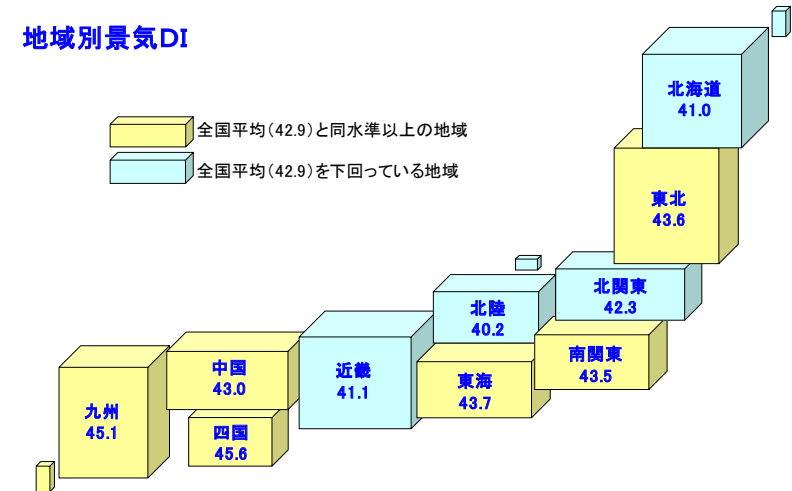 地域別景気DI
全国平均（42.9）と同水準以上の地域
全国平均（42.9）を下回っている地域
北海道
41.0
東北
43.6
北関東
42.3
北陸
40.2
南関東
43.5
東海
43.7
近畿
41.1
中国
43.0
四国
45.6
九州
45.1